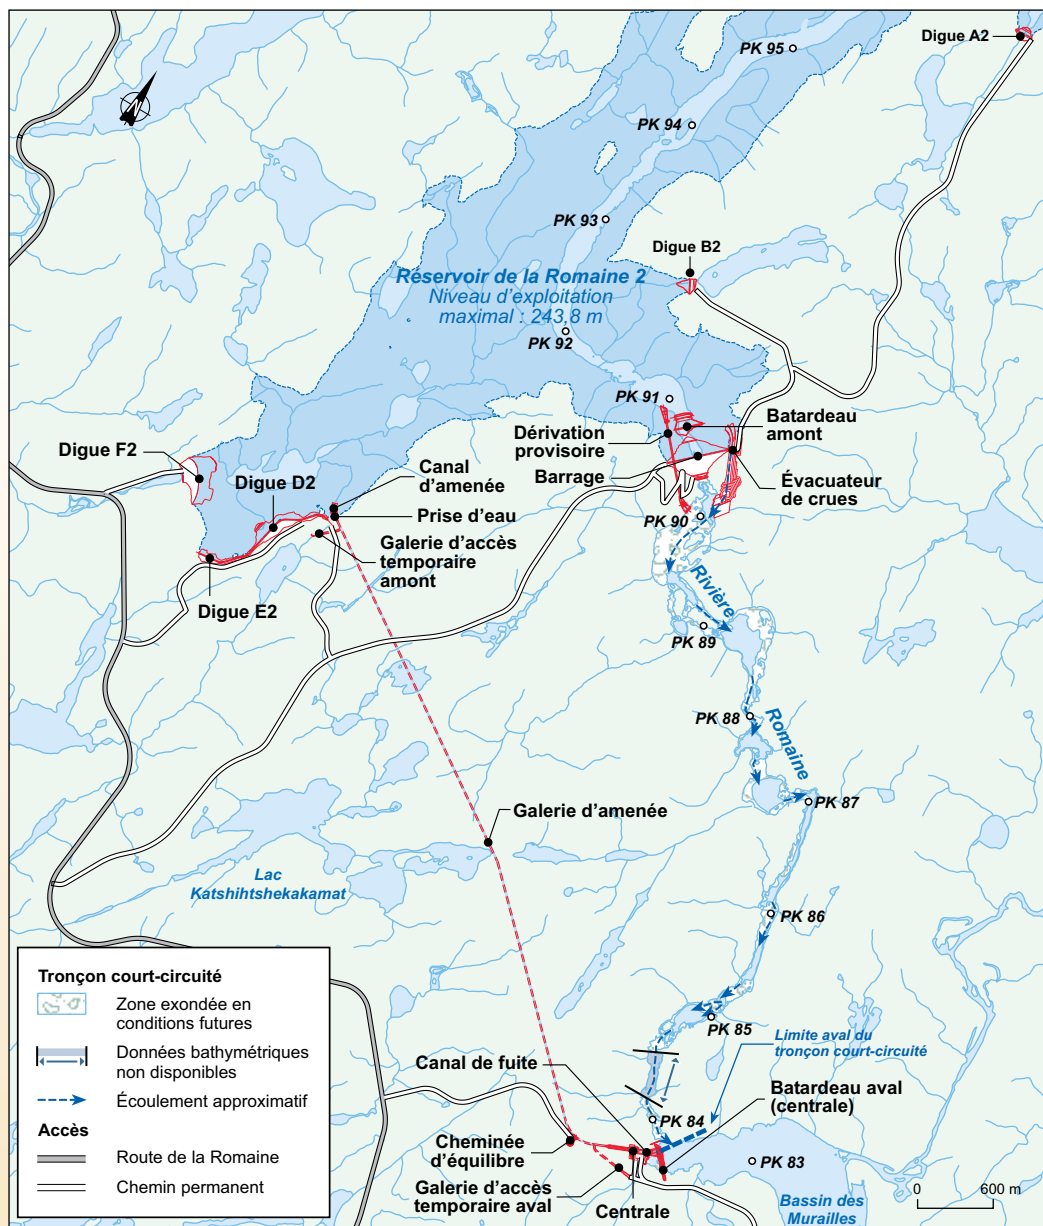 PK 95
Digue A2
PK 94
PK 93
Digue B2
Réservoir de la Romaine 2
Niveau d'exploitation
maximal : 243,8 m
PK 92
PK 91
Batardeau
amont
Dérivation
provisoire
Barrage
Évacuateur
de crues
Digue F2
Digue D2
Canal
d'amenée
Prise d'eau
Galerie d'accès
temporaire
amont
Digue E2
PK 90
Rivière
PK 89
PK 88
Romaine
PK 87
Galerie d'amenée
Lac
Katshihtshekakamat
PK 86
PK 85
Limite aval du
tronçon court-circuité
Canal de fuite
Batardeau aval
(centrale)
PK 84
Cheminée
d'équilibre
PK 83
Galerie d'accès
temporaire aval
Centrale
Bassin des
Murailles
0 600 m
Tronçon court-circuité
Zone exondée en
conditions futures
Données bathymétriques
non disponibles
Écoulement approximatif
Accès
Route de la Romaine
Chemin permanent